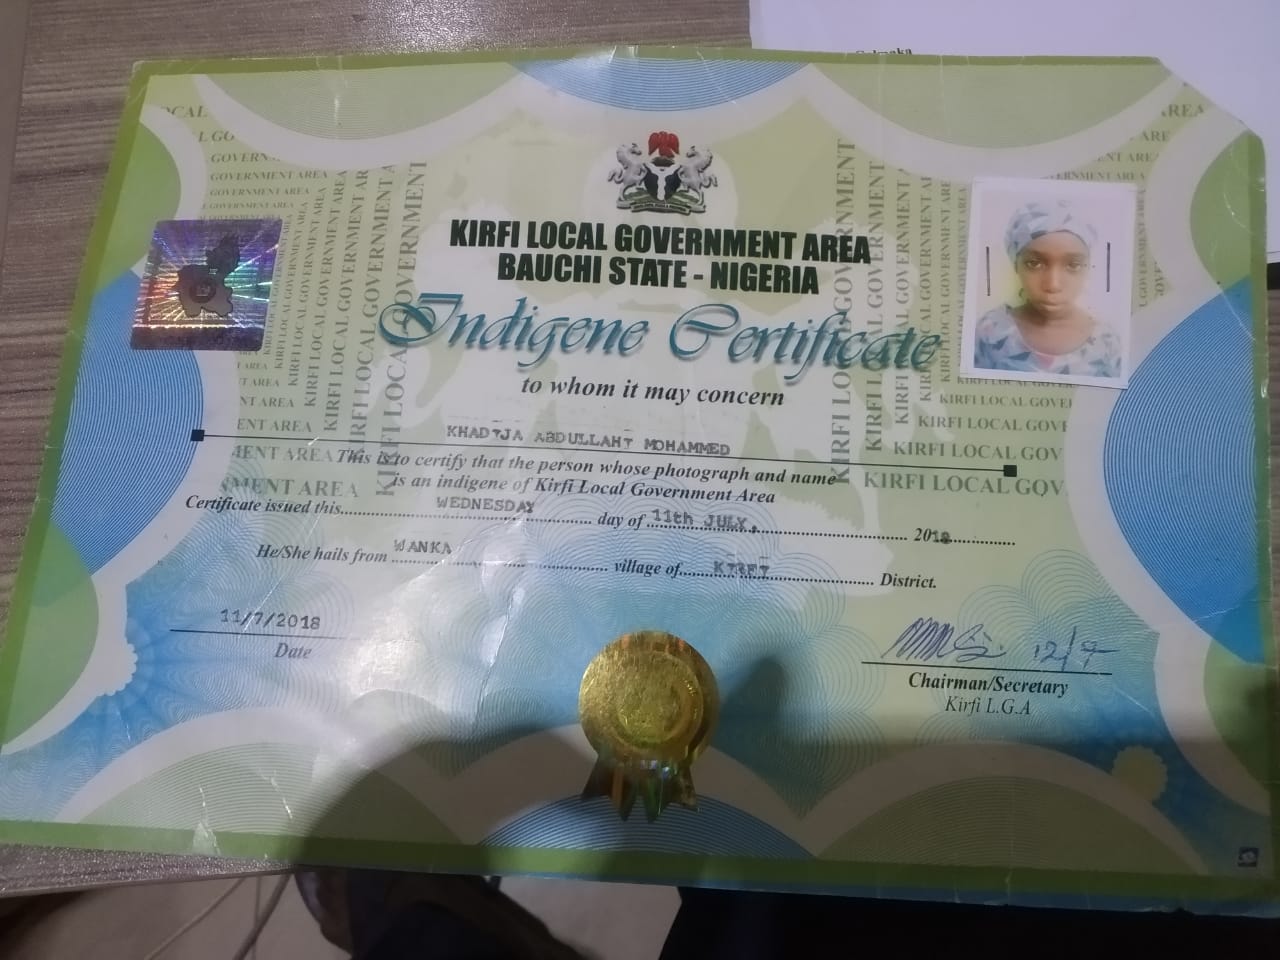 KIRFI LOCAL GOVERNMENT AREA
BAUCHI STATE - NIGERIA
Indigene Certificate
to whom it may concern
KHADIJA ABDULLAHI MOHAMMED
This is to certify that the person whose photograph and name
is an indigene of Kirfi Local Government Area
Certificate issued this WEDNESDAY day of 11th JULY, 2018
He/She hails from WANKA village of KIRFI District.
11/7/2018
Date
12/7
Chairman/Secretary
Kirfi L.G.A